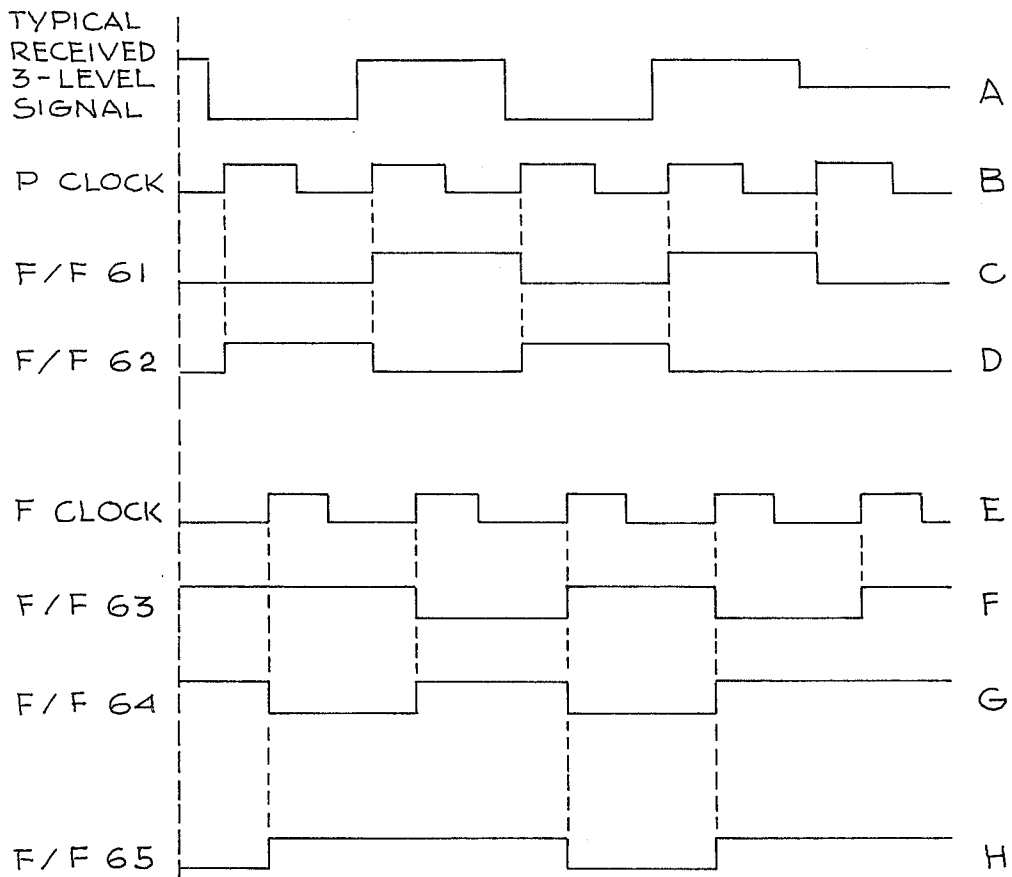 TYPICAL
RECEIVED
3-LEVEL
SIGNAL
A
P CLOCK
B
F/F 61
C
F/F 62
D
F CLOCK
E
F/F 63
F
F/F 64
G
F/F 65
H